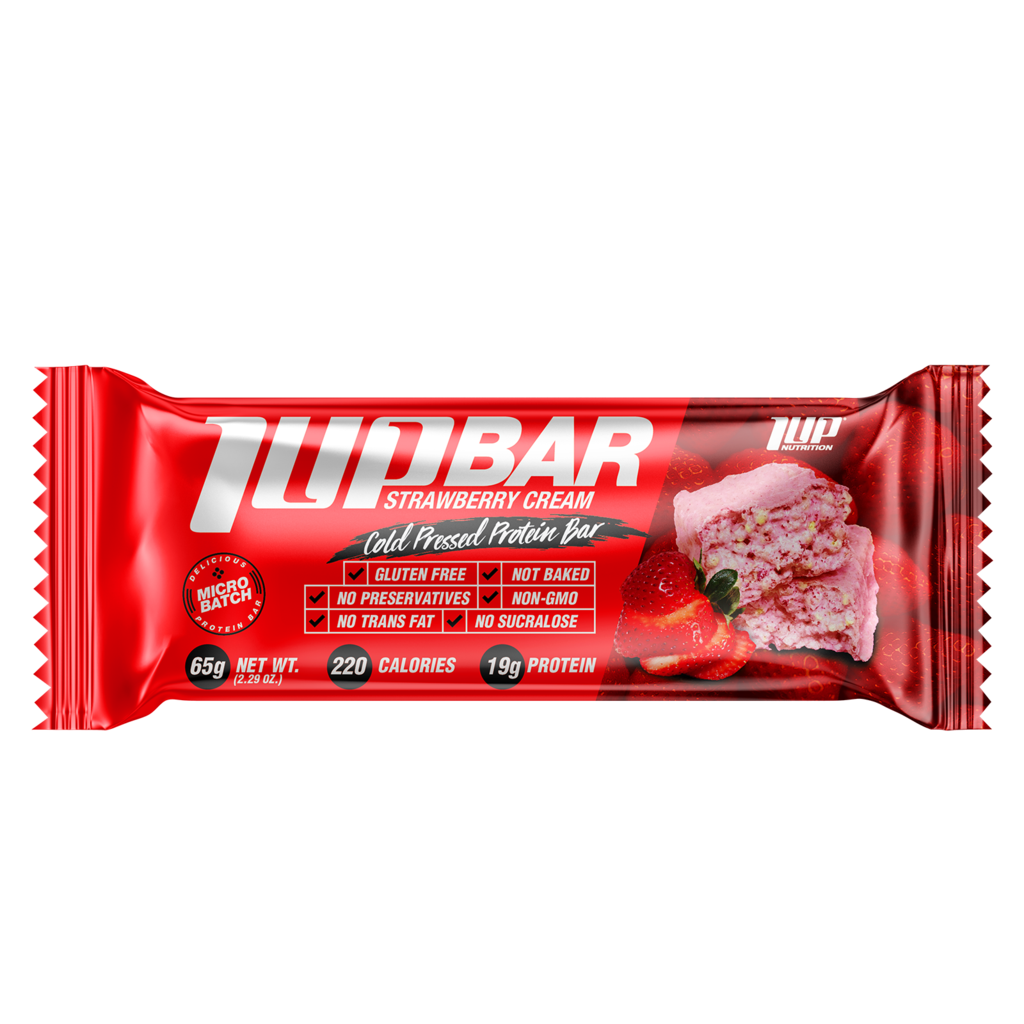 1UPBAR
STRAWBERRY CREAM
Cold Pressed Protein Bar
1UP
NUTRITION
DELICIOUS
MICRO
BATCH
PROTEIN BAR
GLUTEN FREE
NOT BAKED
NO PRESERVATIVES
NON-GMO
NO TRANS FAT
NO SUCRALOSE
65g NET WT.
(2.29 OZ.)
220 CALORIES
19g PROTEIN